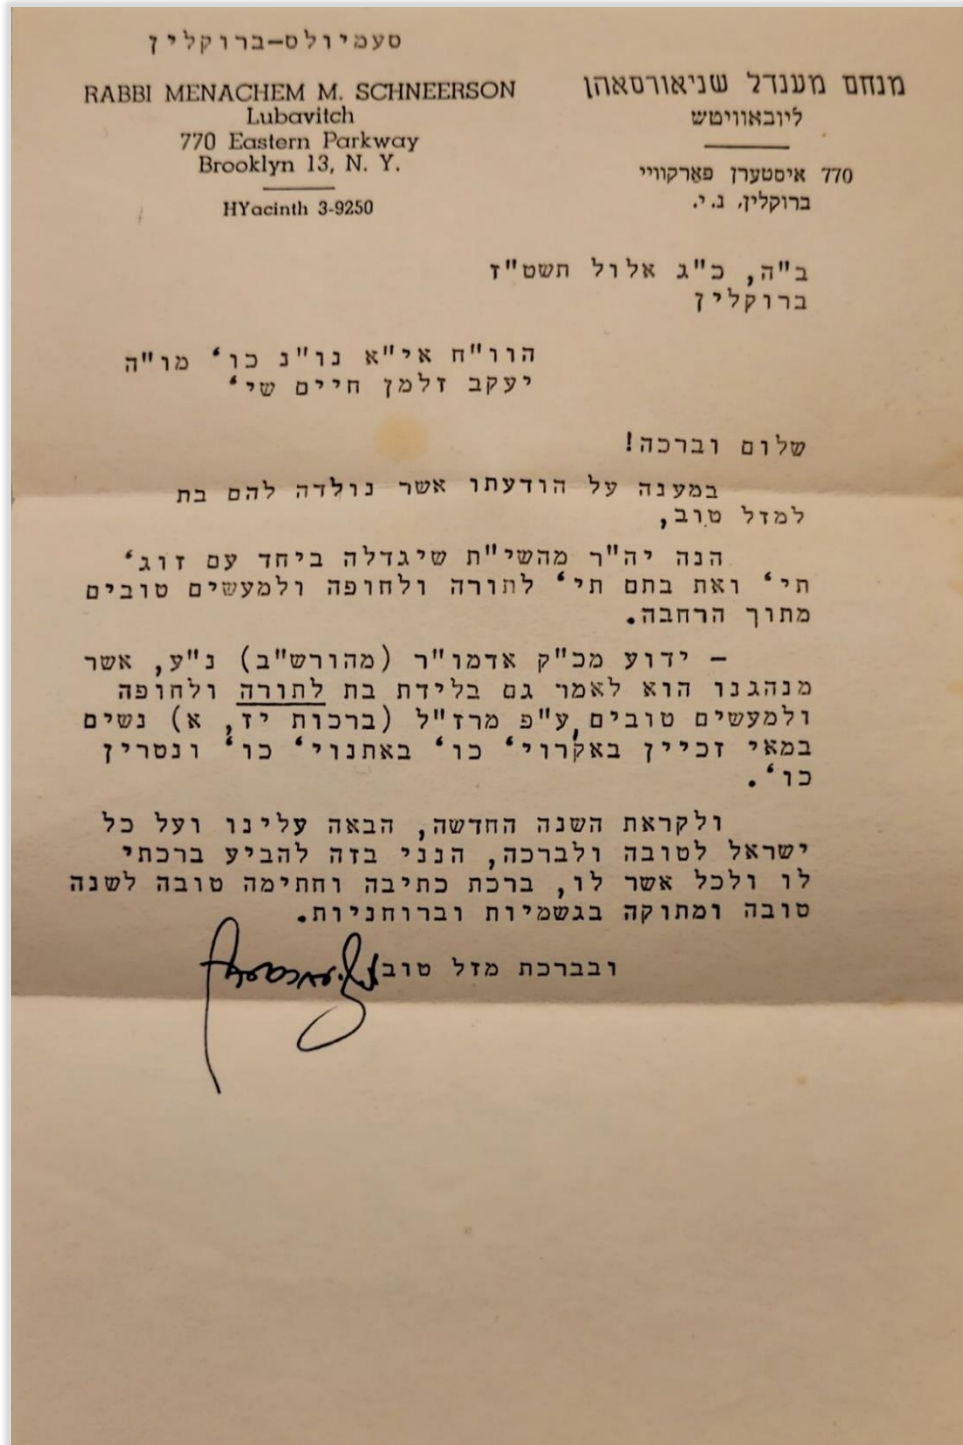 סעמיולס-ברוקלין
RABBI MENACHEM M. SCHNEERSON
Lubavitch
770 Eastern Parkway
Brooklyn 13, N. Y.
HYacinth 3-9250
מנחם מענדל שניאורסאהן
ליובאוויטש
770 איסטערן פארקוויי
ברוקלין, נ. י.
ב"ה, כ"ג אלול תשט"ז
ברוקלין
הוו"ח אי"א נו"נ כו' מו"ה
יעקב זלמן חיים שי'
שלום וברכה!
במענה על הודעתו אשר נולדה להם בת
למזל טוב,
הנה יה"ר מהשי"ת שיגדלה ביחד עם זוג'
תי' ואת בתם תי' לתורה ולחופה ולמעשים טובים
מתוך הרחבה.
– ידוע מכ"ק אדמו"ר (מהורש"ב) נ"ע, אשר
מנהגנו הוא לאמר גם בלידת בת לתורה ולחופה
ולמעשים טובים, ע"פ מרז"ל (ברכות יז, א) נשים
במאי זכיין באקרוי' כו' באתנוי' כו' ונטרין
כו'.
ולקראת השנה החדשה, הבאה עלינו ועל כל
ישראל לטובה ולברכה, הנני בזה להביע ברכתי
לו ולכל אשר לו, ברכת כתיבה וחתימה טובה לשנה
טובה ומתוקה בגשמיות וברוחניות.
ובברכת מזל טוב